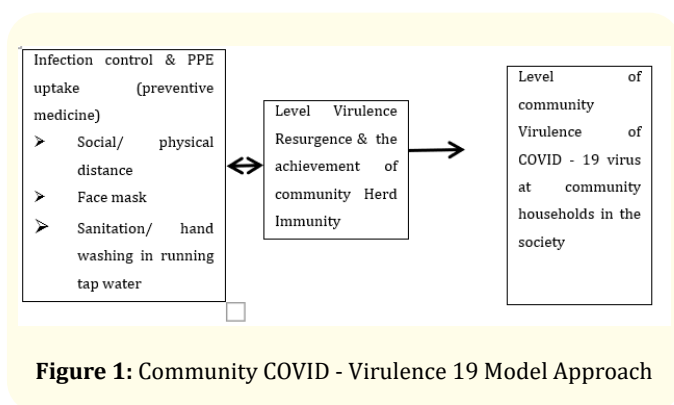 Infection control & PPE
uptake (preventive
medicine)
➢ Social/ physical
distance
➢ Face mask
➢ Sanitation/ hand
washing in running
tap water
Level Virulence
Resurgence & the
achievement of
community Herd
Immunity
Level of
community
Virulence of
COVID - 19 virus
at community
households in the
society
Figure 1: Community COVID - Virulence 19 Model Approach